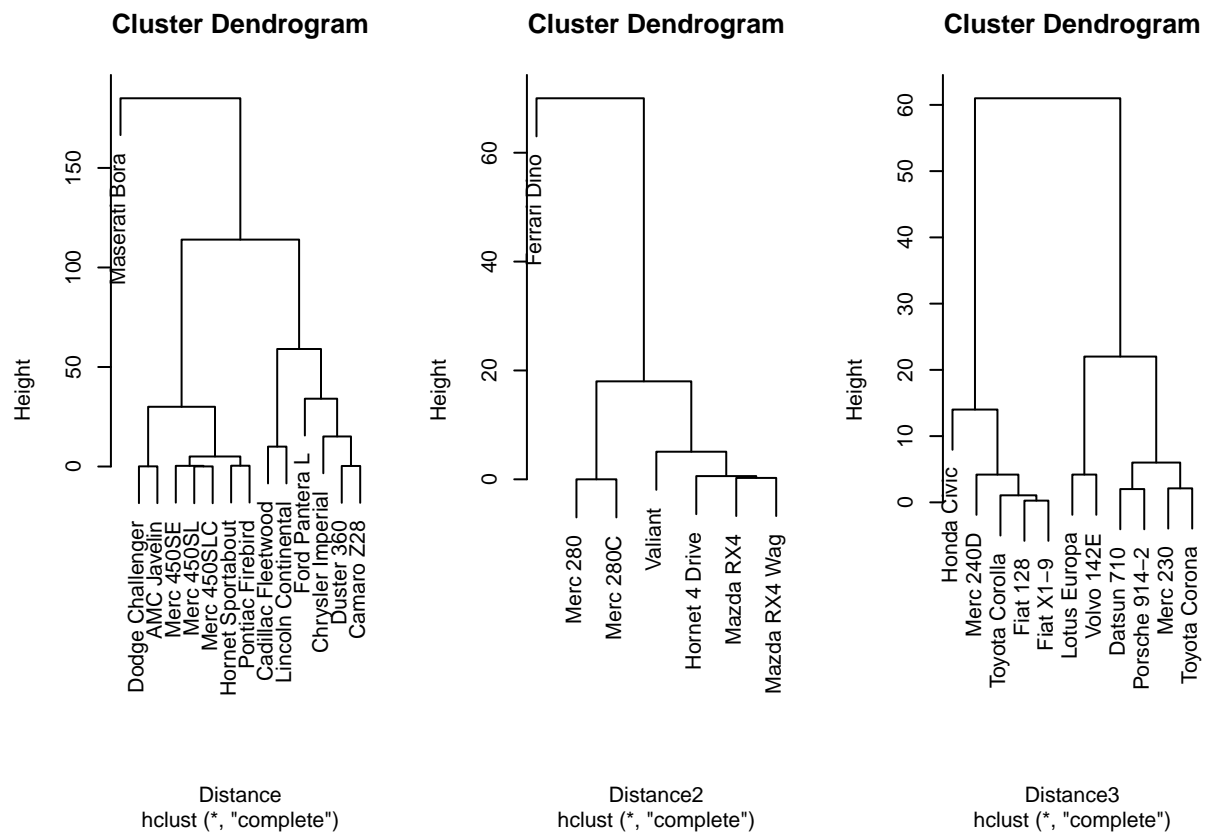 Cluster Dendrogram
Height
150
100
50
0
Maserati Bora
Dodge Challenger
AMC Javelin
Merc 450SE
Merc 450SL
Merc 450SLC
Hornet Sportabout
Pontiac Firebird
Cadillac Fleetwood
Lincoln Continental
Ford Pantera L
Chrysler Imperial
Duster 360
Camaro Z28
Distance
hclust (*, "complete")
Cluster Dendrogram
Height
60
40
20
0
Ferrari Dino
Merc 280
Merc 280C
Valiant
Hornet 4 Drive
Mazda RX4
Mazda RX4 Wag
Distance2
hclust (*, "complete")
Cluster Dendrogram
Height
60
50
40
30
20
10
0
Honda Civic
Merc 240D
Toyota Corolla
Fiat 128
Fiat X1−9
Lotus Europa
Volvo 142E
Datsun 710
Porsche 914−2
Merc 230
Toyota Corona
Distance3
hclust (*, "complete")